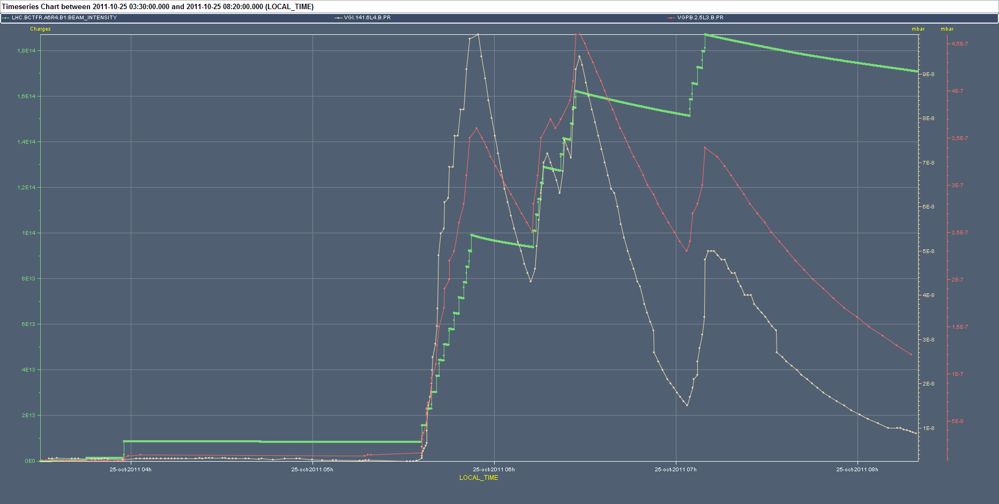 Timeseries Chart between 2011-10-25 03:30:00.000 and 2011-10-25 08:20:00.000 (LOCAL_TIME)
LHC.BCTFR.A6R4.B1:BEAM_INTENSITY VGI.141.6L4.B.PR VGPB.2.5L3.B.PR
Charges mbar mbar
1,8E14
1,6E14
1,4E14
1,2E14
1E14
8E13
6E13
4E13
2E13
0E0
9E-8
8E-8
7E-8
6E-8
5E-8
4E-8
3E-8
2E-8
1E-8
4,5E-7
4E-7
3,5E-7
3E-7
2,5E-7
2E-7
1,5E-7
1E-7
5E-8
25-oct-2011 04h 25-oct-2011 05h 25-oct-2011 06h 25-oct-2011 07h 25-oct-2011 08h
LOCAL_TIME